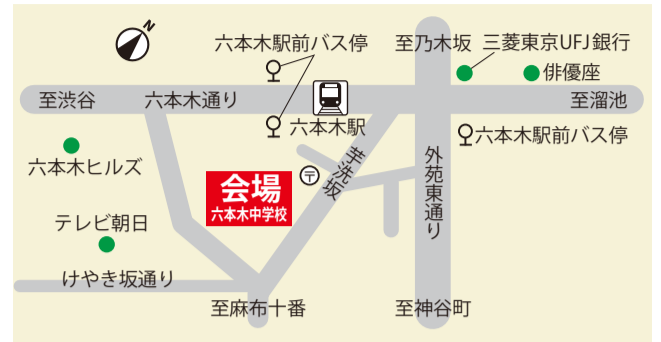 N
六本木駅前バス停
至乃木坂
三菱東京UFJ銀行
俳優座
至渋谷
六本木通り
至溜池
六本木駅
六本木駅前バス停
六本木ヒルズ
芋洗坂
外苑東通り
〒
会場
六本木中学校
テレビ朝日
けやき坂通り
至麻布十番
至神谷町